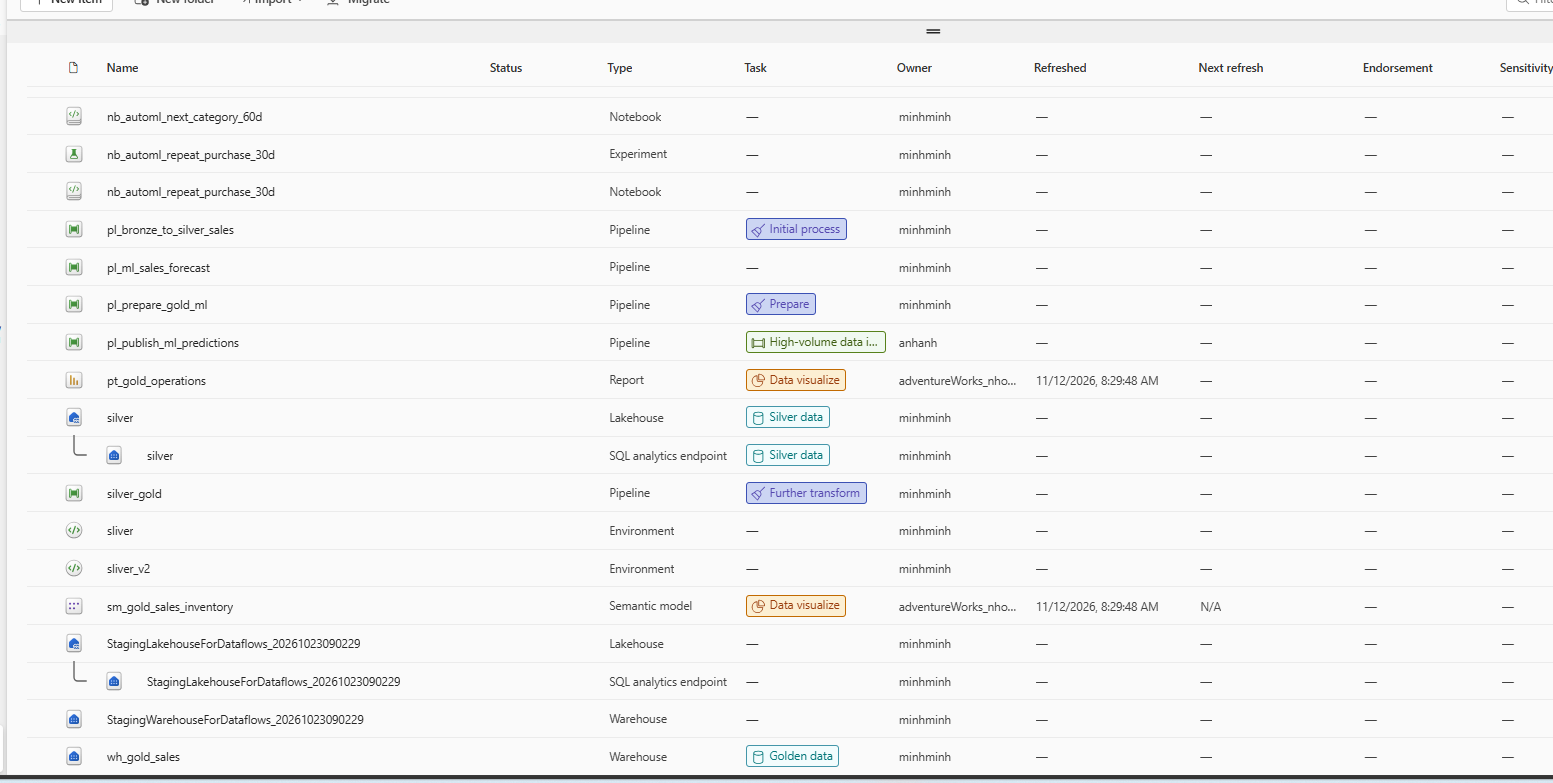 New item New folder Import Migrate
Name Status Type Task Owner Refreshed Next refresh Endorsement Sensitivity
nb_automl_next_category_60d Notebook — minhminh — — — —
nb_automl_repeat_purchase_30d Experiment — minhminh — — — —
nb_automl_repeat_purchase_30d Notebook — minhminh — — — —
pl_bronze_to_silver_sales Pipeline Initial process minhminh — — — —
pl_ml_sales_forecast Pipeline — minhminh — — — —
pl_prepare_gold_ml Pipeline Prepare minhminh — — — —
pl_publish_ml_predictions Pipeline High-volume data i... anhanh — — — —
pt_gold_operations Report Data visualize adventureWorks_nho... 11/12/2026, 8:29:48 AM — — —
silver Lakehouse Silver data minhminh — — — —
silver SQL analytics endpoint Silver data minhminh — — — —
silver_gold Pipeline Further transform minhminh — — — —
sliver Environment — minhminh — — — —
sliver_v2 Environment — minhminh — — — —
sm_gold_sales_inventory Semantic model Data visualize adventureWorks_nho... 11/12/2026, 8:29:48 AM N/A — —
StagingLakehouseForDataflows_20261023090229 Lakehouse — minhminh — — — —
StagingLakehouseForDataflows_20261023090229 SQL analytics endpoint — minhminh — — — —
StagingWarehouseForDataflows_20261023090229 Warehouse — minhminh — — — —
wh_gold_sales Warehouse Golden data minhminh — — — —